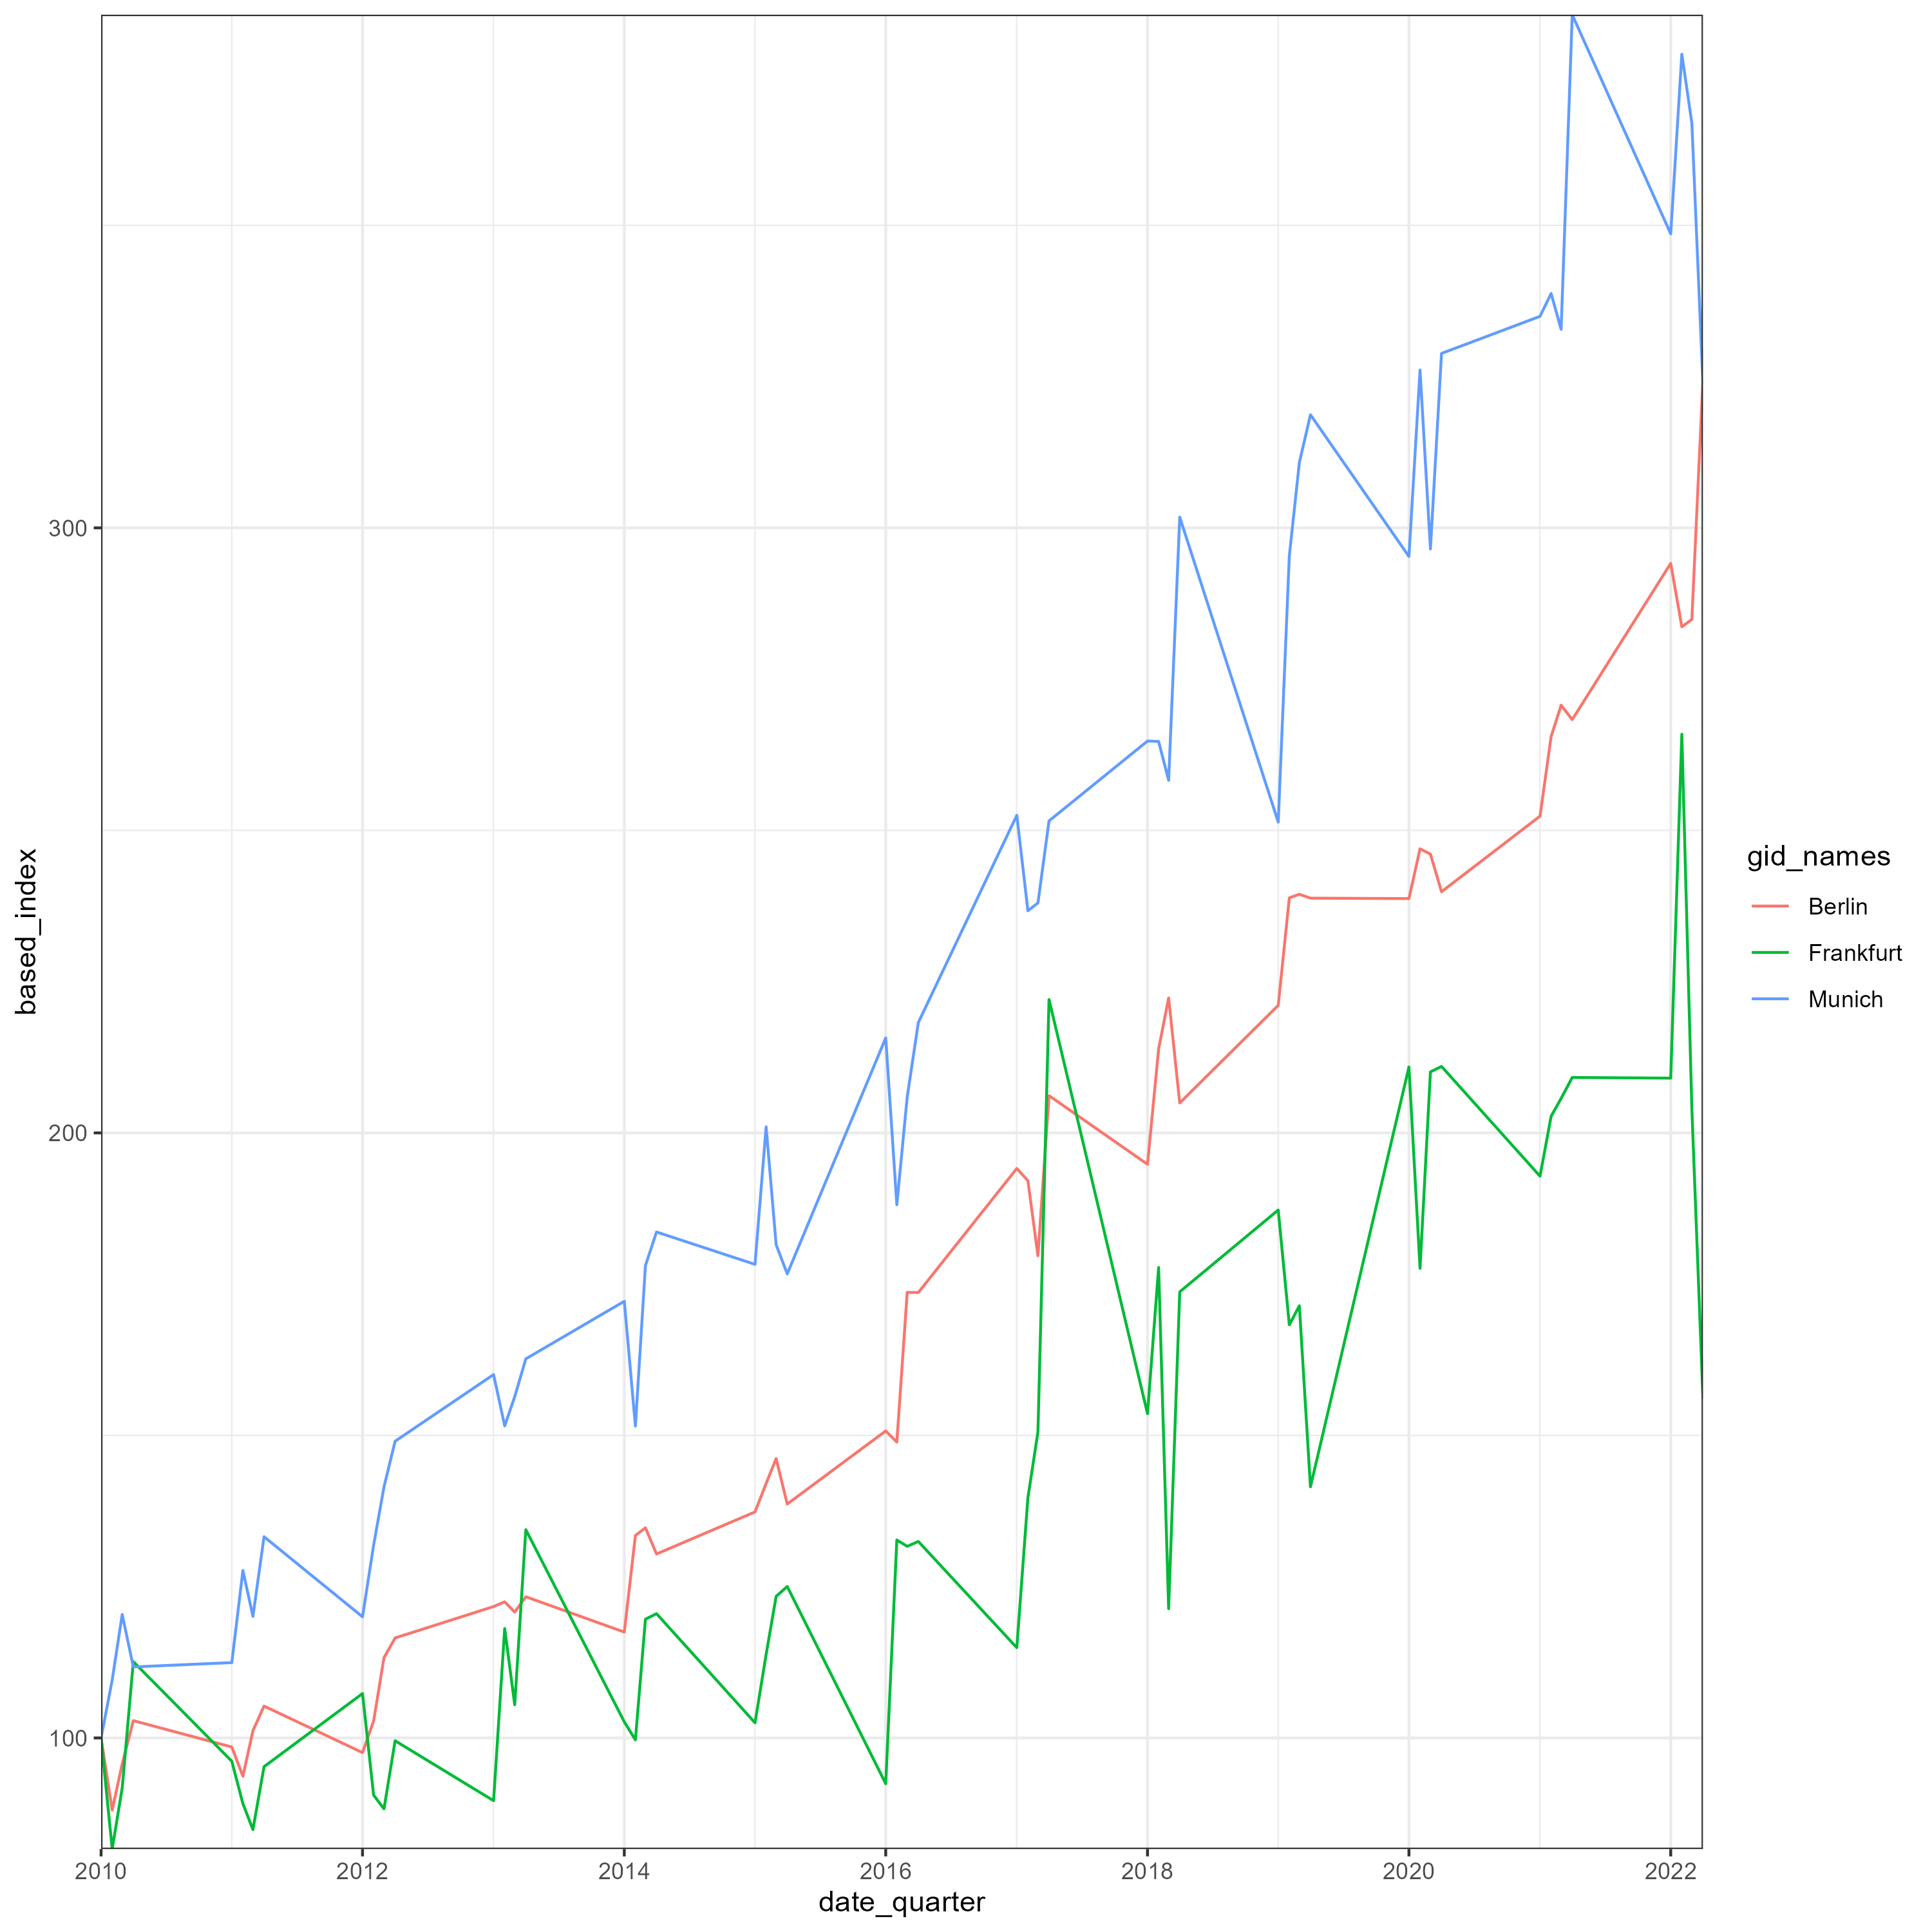 based_index
300
200
100
2010 2012 2014 2016 2018 2020 2022
date_quarter
gid_names
Berlin
Frankfurt
Munich